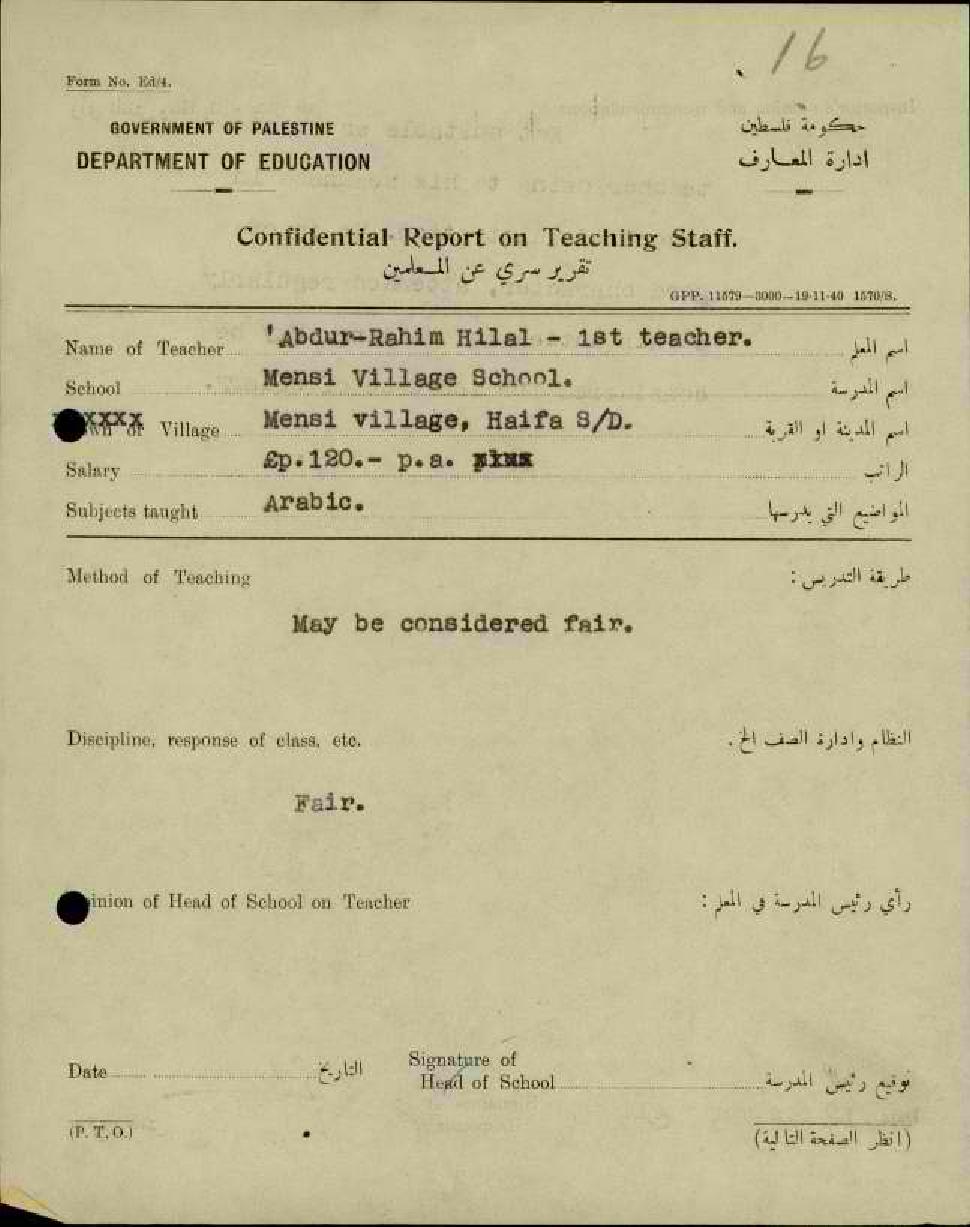 16
Form No. Ed/4.
GOVERNMENT OF PALESTINE
حكومة فلسطين
DEPARTMENT OF EDUCATION
ادارة المعارف
Confidential Report on Teaching Staff.
تقرير سري عن المعلمين
GPP. 11579—3000—19-11-40 1570/S.
Name of Teacher 'Abdur-Rahim Hilal - 1st teacher. اسم المعلم
School Mensi Village School. اسم المدرسة
Village Mensi village, Haifa S/D. اسم المدينة او القرية
Salary £p.120.- p.a. الراتب
Subjects taught Arabic. المواضيع التي يدرسها
Method of Teaching طريقة التدريس :
May be considered fair.
Discipline, response of class, etc. النظام وادارة الصف الخ .
Fair.
inion of Head of School on Teacher رأي رئيس المدرسة في المعلم :
Date التاريخ Signature of
Head of School توقيع رئيس المدرسة
(P. T. O.) (انظر الصفحة التالية)